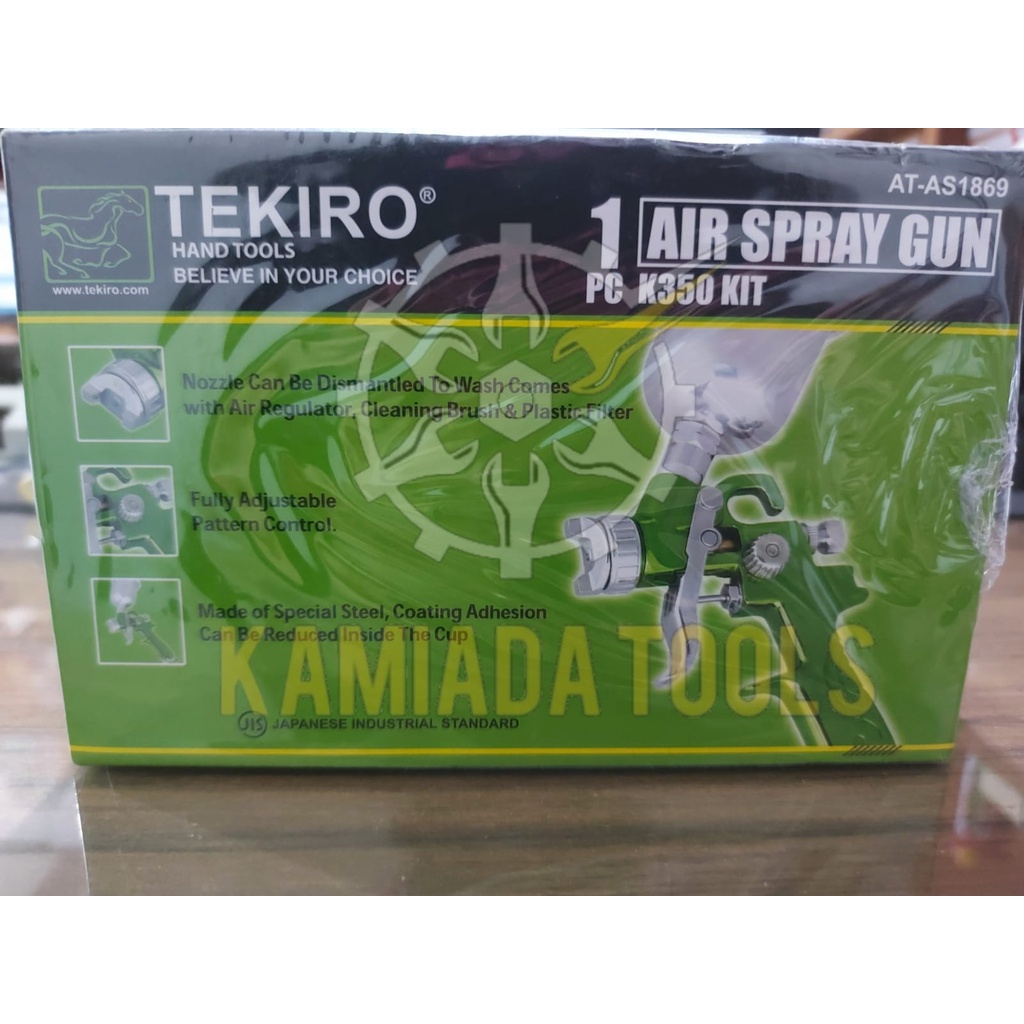 TEKIRO®
HAND TOOLS
BELIEVE IN YOUR CHOICE
www.tekiro.com
AT-AS1869
1 AIR SPRAY GUN
PC K350 KIT
Nozzle Can Be Dismantled To Wash Comes
with Air Regulator, Cleaning Brush & Plastic Filter
Fully Adjustable
Pattern Control.
Made of Special Steel, Coating Adhesion
Can Be Reduced Inside The Cup
KAMIADA TOOLS
JIS JAPANESE INDUSTRIAL STANDARD